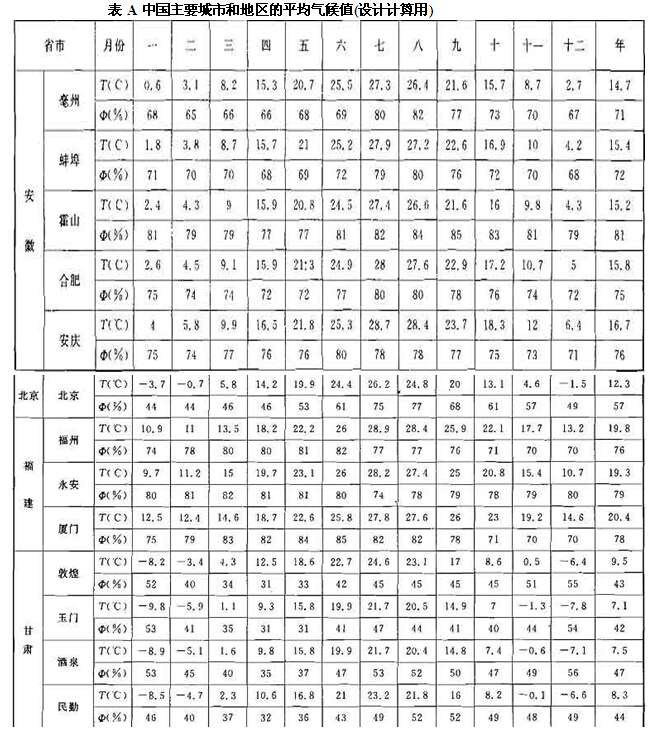 表 A 中国主要城市和地区的平均气候值(设计计算用)
省市 月份 一 二 三 四 五 六 七 八 九 十 十一 十二 年
安徽
亳州 T(℃) 0.6 3.1 8.2 15.3 20.7 25.5 27.3 26.4 21.6 15.7 8.7 2.7 14.7
Φ(%) 68 65 66 66 68 69 80 82 77 73 70 67 71
蚌埠 T(℃) 1.8 3.8 8.7 15.7 21 25.2 27.9 27.2 22.6 16.9 10 4.2 15.4
Φ(%) 71 70 70 68 69 72 79 80 76 72 70 68 72
霍山 T(℃) 2.4 4.3 9 15.9 20.8 24.5 27.4 26.6 21.6 16 9.8 4.3 15.2
Φ(%) 81 79 79 77 77 81 82 84 85 83 81 79 81
合肥 T(℃) 2.6 4.5 9.1 15.9 21.3 24.9 28 27.6 22.9 17.2 10.7 5 15.8
Φ(%) 75 74 74 72 72 77 80 80 78 76 74 72 75
安庆 T(℃) 4 5.8 9.9 16.5 21.8 25.3 28.7 28.4 23.7 18.3 12 6.4 16.7
Φ(%) 75 74 77 76 76 80 78 78 77 75 73 71 76
北京 北京 T(℃) -3.7 -0.7 5.8 14.2 19.9 24.4 26.2 24.8 20 13.1 4.6 -1.5 12.3
Φ(%) 44 44 46 46 53 61 75 77 68 61 57 49 57
福建
福州 T(℃) 10.9 11 13.5 18.2 22.2 26 28.9 28.4 25.9 22.1 17.7 13.2 19.8
Φ(%) 74 78 80 80 81 82 77 77 76 71 70 70 76
永安 T(℃) 9.7 11.2 15 19.7 23.1 26 28.2 27.4 25 20.8 15.4 10.7 19.3
Φ(%) 80 81 82 81 81 80 74 78 79 78 79 80 79
厦门 T(℃) 12.5 12.4 14.6 18.7 22.6 25.8 27.8 27.6 26 23 19.2 14.6 20.4
Φ(%) 75 79 83 82 84 85 82 82 78 71 70 70 78
甘肃
敦煌 T(℃) -8.2 -3.4 4.3 12.5 18.6 22.7 24.6 23.1 17 8.6 0.5 -6.4 9.5
Φ(%) 52 40 34 31 33 42 45 45 45 45 51 55 43
玉门 T(℃) -9.8 -5.9 1.1 9.3 15.8 19.9 21.7 20.5 14.9 7 -1.3 -7.8 7.1
Φ(%) 53 41 35 31 31 41 47 44 41 40 44 54 42
酒泉 T(℃) -8.9 -5.1 1.6 9.8 15.8 19.9 21.7 20.4 14.8 7.4 -0.6 -7.1 7.5
Φ(%) 53 45 40 35 37 47 53 52 50 47 49 56 47
民勤 T(℃) -8.5 -4.7 2.3 10.6 16.8 21 23.2 21.8 16 8.2 -0.1 -6.6 8.3
Φ(%) 46 40 37 32 36 43 49 52 52 49 48 49 44